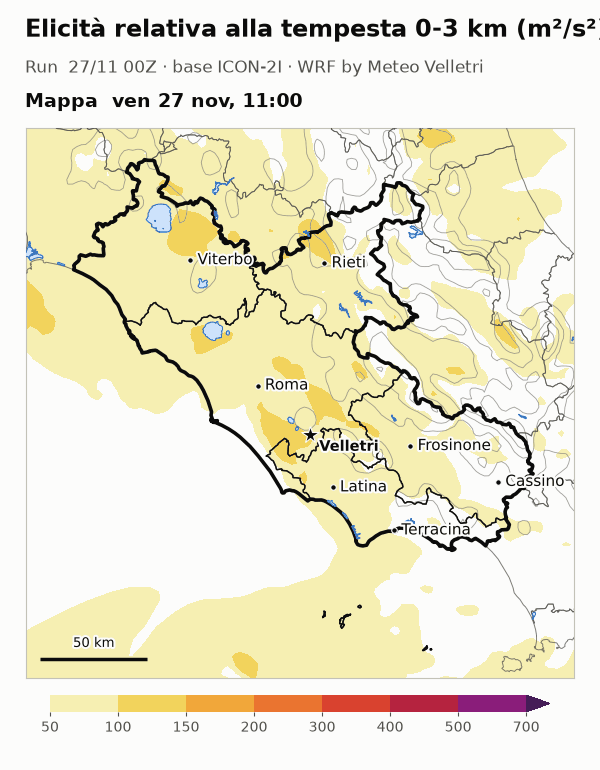 Elicità relativa alla tempesta 0-3 km (m²/s²)
Run 27/11 00Z · base ICON-2I · WRF by Meteo Velletri
Mappa ven 27 nov, 11:00
Viterbo
Rieti
Roma
Velletri
Frosinone
Latina
Cassino
Terracina
50 km
50 100 150 200 300 400 500 700